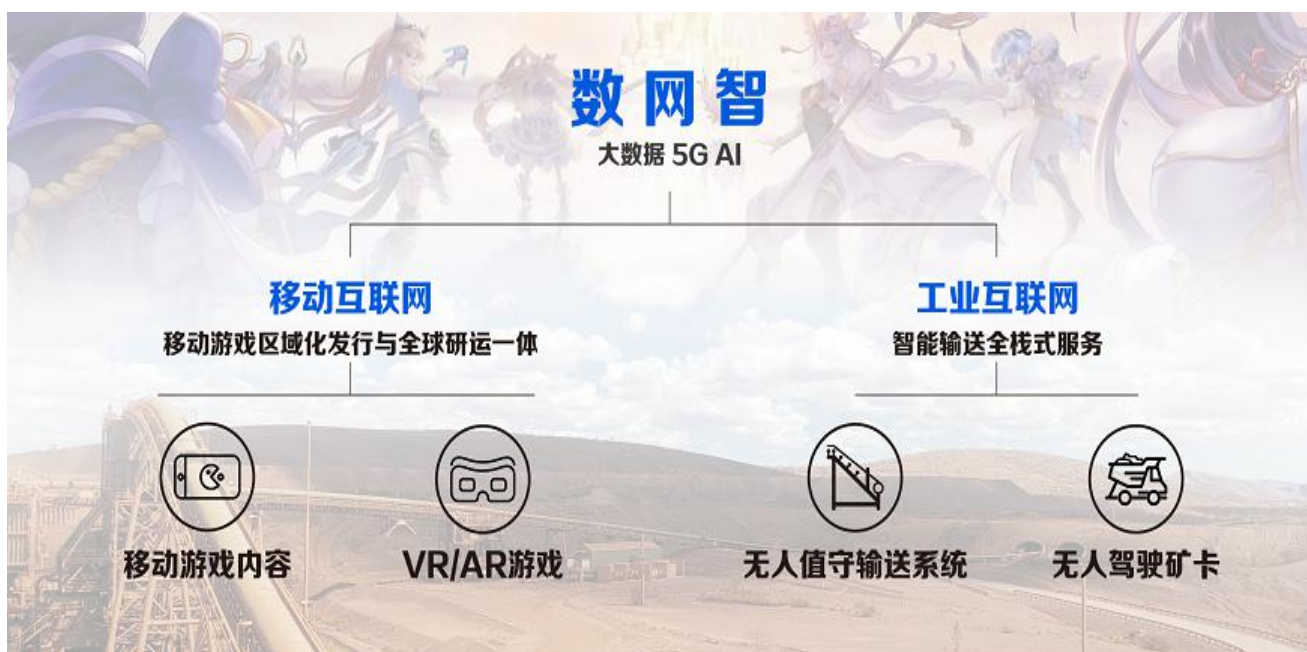 数网智
大数据 5G AI
移动互联网
移动游戏区域化发行与全球研运一体
工业互联网
智能输送全栈式服务
移动游戏内容
VR/AR游戏
无人值守输送系统
无人驾驶矿卡